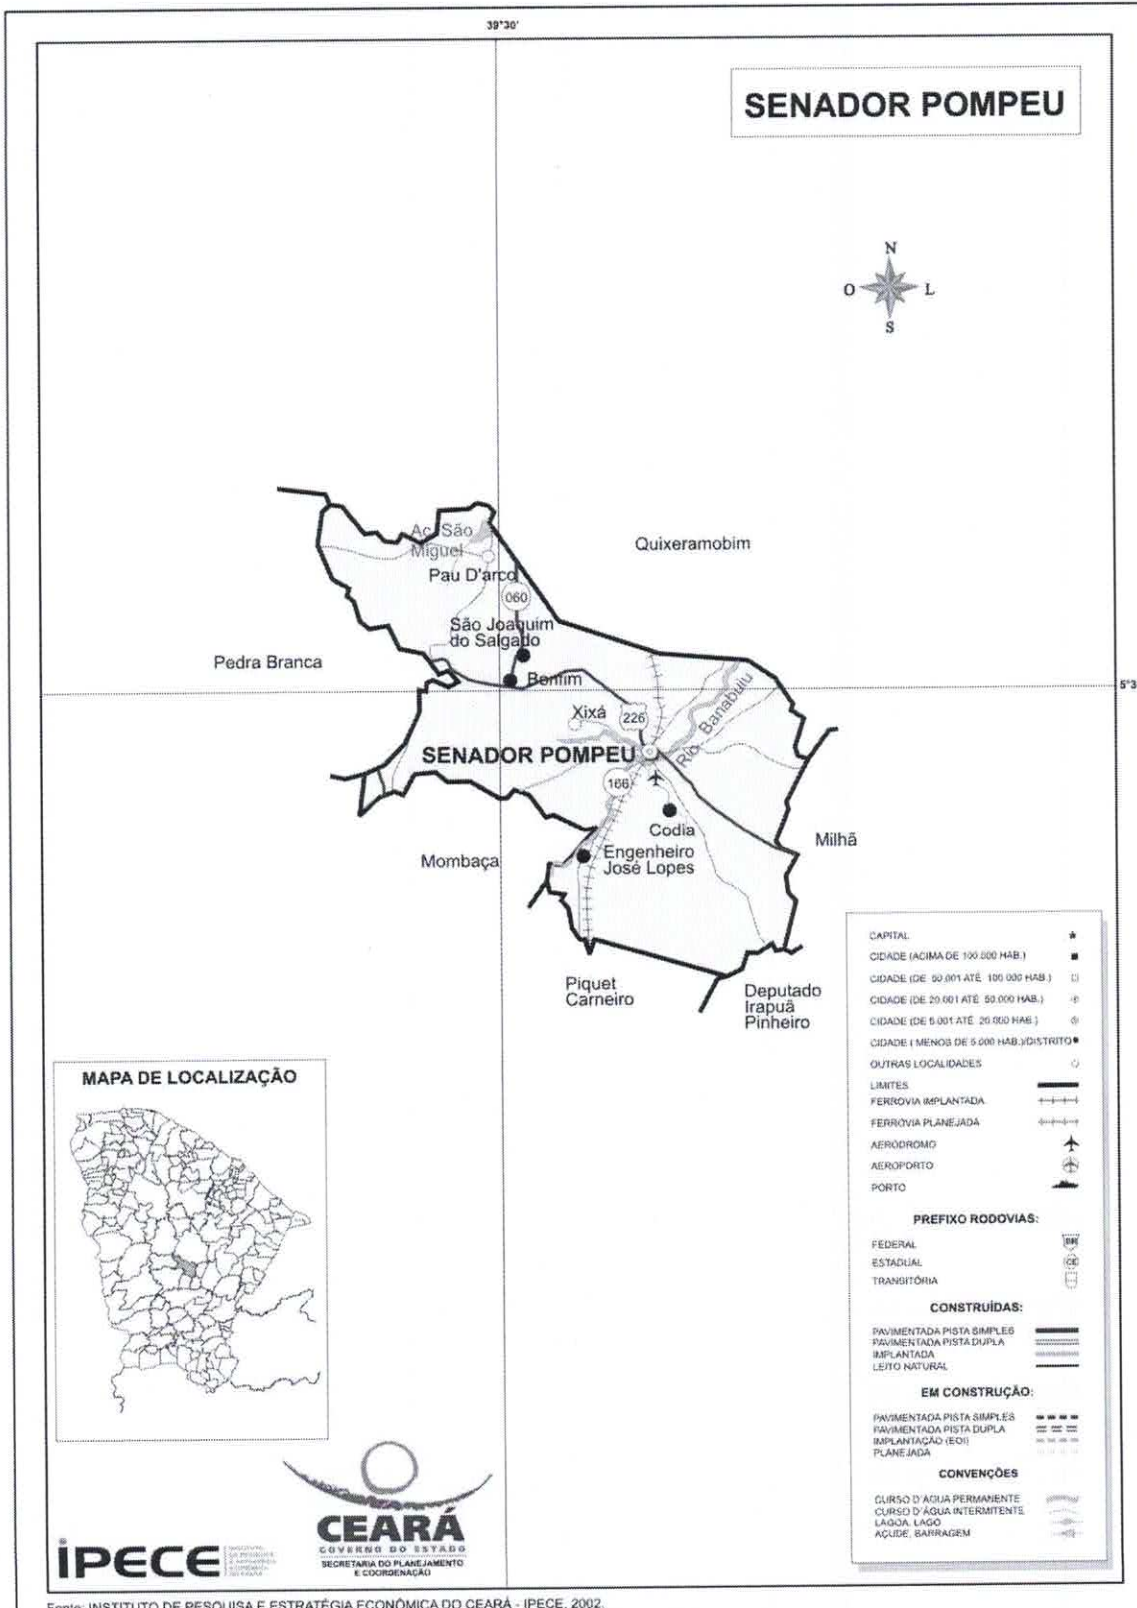 39°30'
SENADOR POMPEU
N
O L
S
Aç. São
Miguel
Quixeramobim
Pau D'arco
060
São Joaquim
do Salgado
Pedra Branca
Bonfim
5°3
Xixá
226
Rio Banabuiu
SENADOR POMPEU
166
Codia
Milhã
Mombaça
Engenheiro
José Lopes
Piquet
Carneiro
Deputado
Irapuã
Pinheiro
CAPITAL
CIDADE (ACIMA DE 100.000 HAB.)
CIDADE (DE 50.001 ATÉ 100.000 HAB.)
CIDADE (DE 20.001 ATÉ 50.000 HAB.)
CIDADE (DE 5.001 ATÉ 20.000 HAB.)
CIDADE ( MENOS DE 5.000 HAB.)/DISTRITO
OUTRAS LOCALIDADES
LIMITES
FERROVIA IMPLANTADA
FERROVIA PLANEJADA
AERÓDROMO
AEROPORTO
PORTO
PREFIXO RODOVIAS:
FEDERAL BR
ESTADUAL CE
TRANSITÓRIA
CONSTRUÍDAS:
PAVIMENTADA PISTA SIMPLES
PAVIMENTADA PISTA DUPLA
IMPLANTADA
LEITO NATURAL
EM CONSTRUÇÃO:
PAVIMENTADA PISTA SIMPLES
PAVIMENTADA PISTA DUPLA
IMPLANTAÇÃO (EOI)
PLANEJADA
CONVENÇÕES
CURSO D'ÁGUA PERMANENTE
CURSO D'ÁGUA INTERMITENTE
LAGOA, LAGO
AÇUDE, BARRAGEM
MAPA DE LOCALIZAÇÃO
iPECE
CEARÁ
GOVERNO DO ESTADO
SECRETARIA DO PLANEJAMENTO
E COORDENAÇÃO
Fonte: INSTITUTO DE PESQUISA E ESTRATÉGIA ECONÔMICA DO CEARÁ - IPECE, 2002.